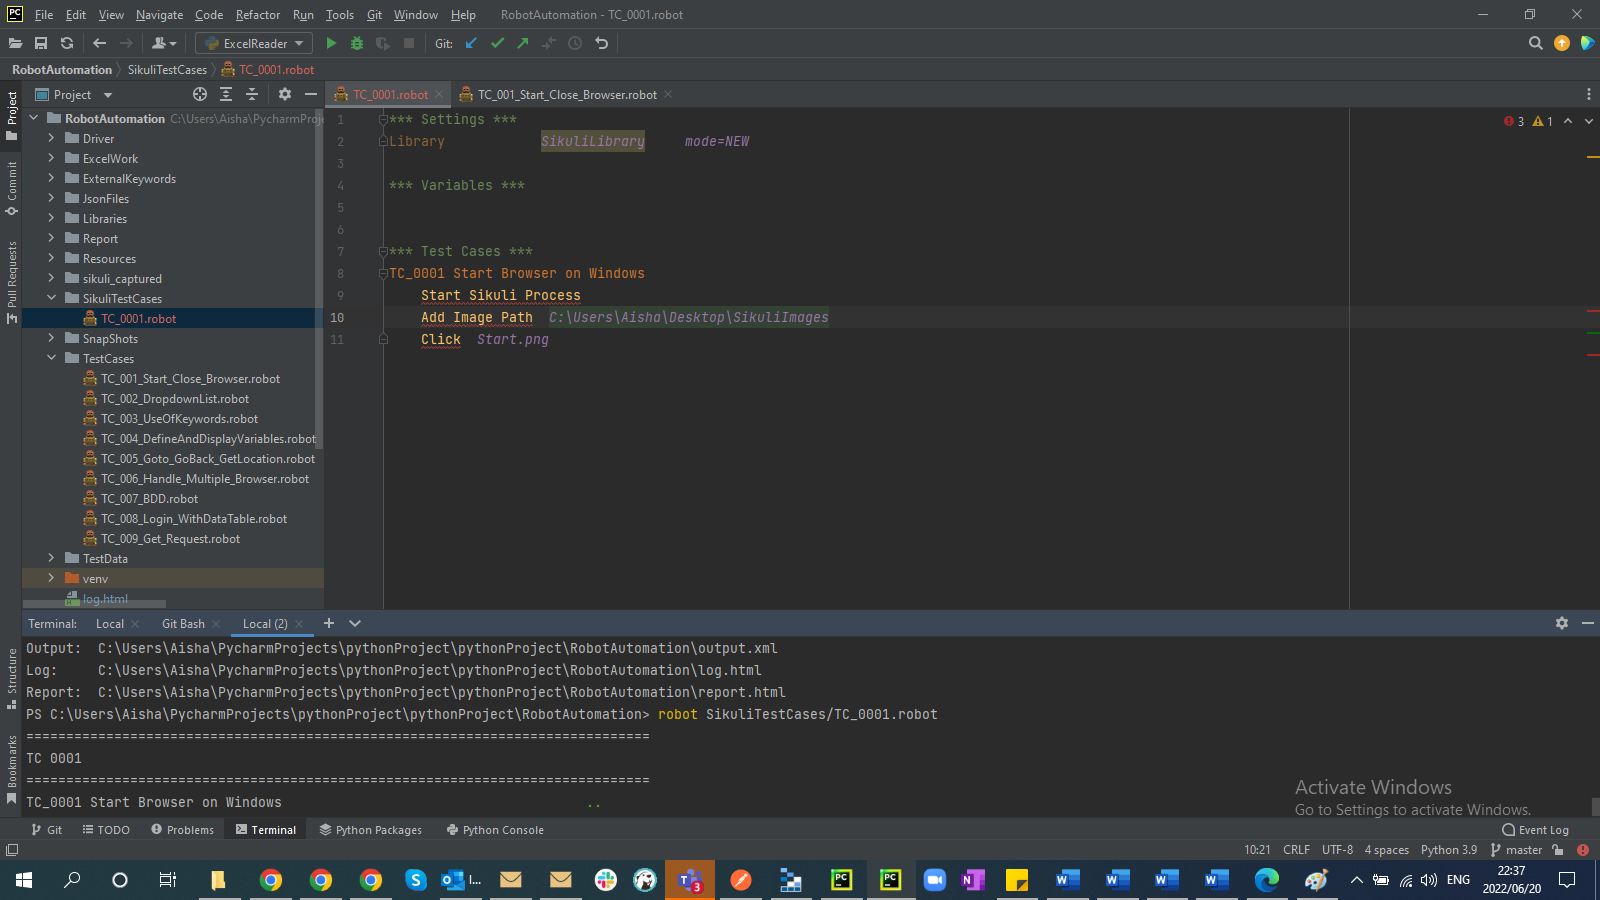 File Edit View Navigate Code Refactor Run Tools Git Window Help RobotAutomation - TC_0001.robot
ExcelReader Git:
RobotAutomation SikuliTestCases TC_0001.robot
Project TC_0001.robot TC_001_Start_Close_Browser.robot
RobotAutomation C:\Users\Aisha\PycharmProje
Driver
ExcelWork
ExternalKeywords
JsonFiles
Libraries
Report
Resources
sikuli_captured
SikuliTestCases
TC_0001.robot
SnapShots
TestCases
TC_001_Start_Close_Browser.robot
TC_002_DropdownList.robot
TC_003_UseOfKeywords.robot
TC_004_DefineAndDisplayVariables.robot
TC_005_Goto_GoBack_GetLocation.robot
TC_006_Handle_Multiple_Browser.robot
TC_007_BDD.robot
TC_008_Login_WithDataTable.robot
TC_009_Get_Request.robot
TestData
venv
log.html
Project
Commit
Pull Requests
Structure
Bookmarks
1 *** Settings ***
2 Library SikuliLibrary mode=NEW
3
4 *** Variables ***
5
6
7 *** Test Cases ***
8 TC_0001 Start Browser on Windows
9 Start Sikuli Process
10 Add Image Path C:\Users\Aisha\Desktop\SikuliImages
11 Click Start.png
3 1
Terminal: Local Git Bash Local (2)
Output: C:\Users\Aisha\PycharmProjects\pythonProject\pythonProject\RobotAutomation\output.xml
Log: C:\Users\Aisha\PycharmProjects\pythonProject\pythonProject\RobotAutomation\log.html
Report: C:\Users\Aisha\PycharmProjects\pythonProject\pythonProject\RobotAutomation\report.html
PS C:\Users\Aisha\PycharmProjects\pythonProject\pythonProject\RobotAutomation> robot SikuliTestCases/TC_0001.robot
==============================================================================
TC 0001
==============================================================================
TC_0001 Start Browser on Windows ..
Activate Windows
Go to Settings to activate Windows.
Git TODO Problems Terminal Python Packages Python Console Event Log
10:21 CRLF UTF-8 4 spaces Python 3.9 master
I... 3 ENG 22:37
2022/06/20